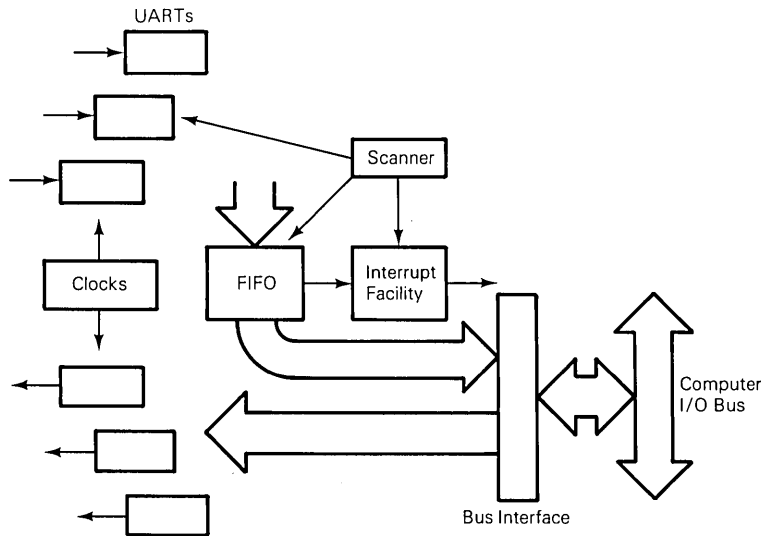 UARTs
Scanner
Clocks
FIFO
Interrupt
Facility
Computer
I/O Bus
Bus Interface